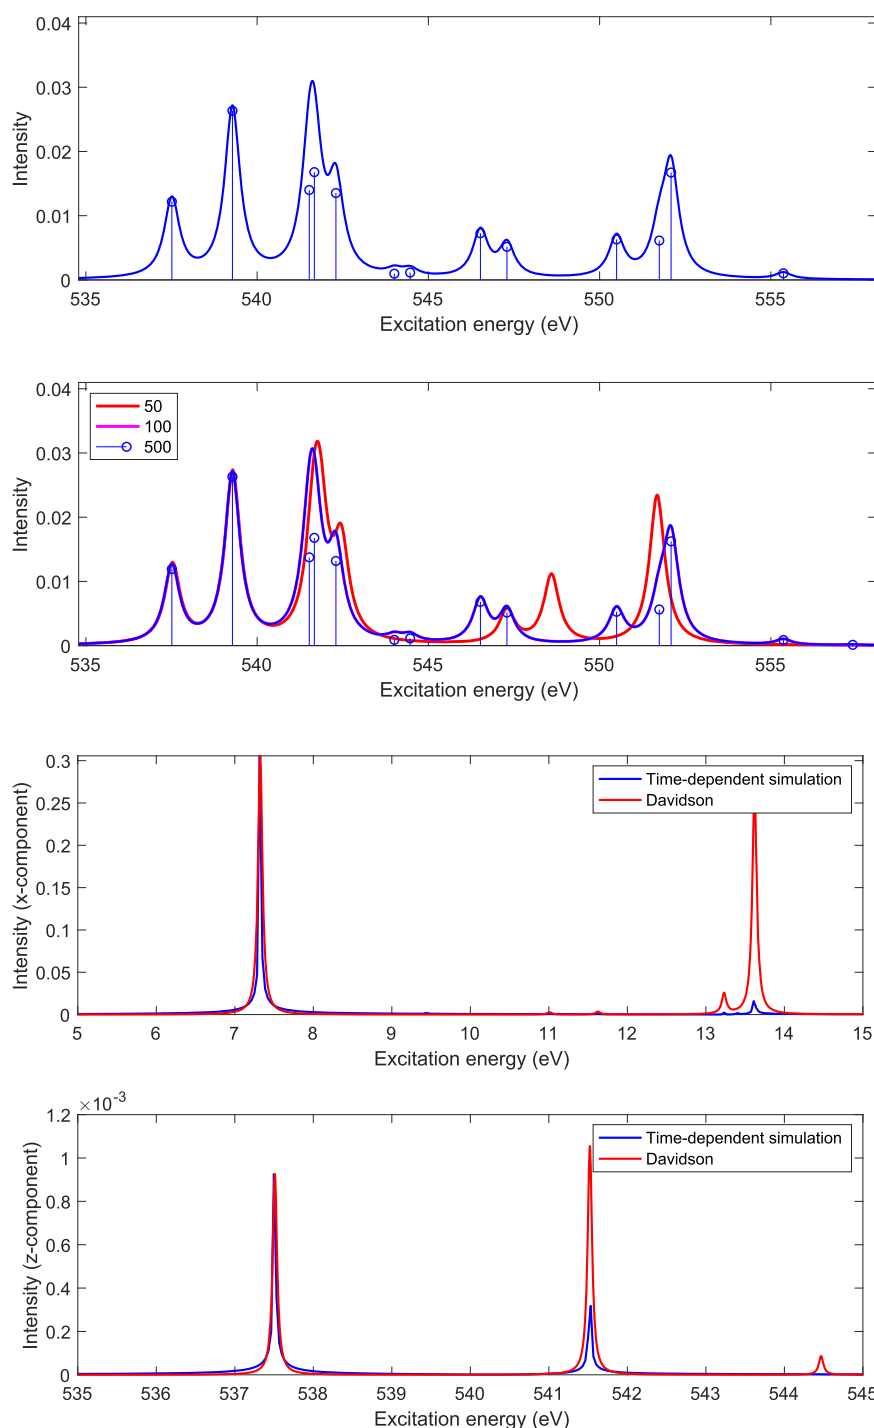 0.04
0.03
0.02
0.01
0
Intensity
535 540 545 550 555
Excitation energy (eV)
0.04
0.03
0.02
0.01
0
Intensity
50
100
500
535 540 545 550 555
Excitation energy (eV)
0.3
0.25
0.2
0.15
0.1
0.05
0
Intensity (x-component)
Time-dependent simulation
Davidson
5 6 7 8 9 10 11 12 13 14 15
Excitation energy (eV)
×10-3
1.2
1
0.8
0.6
0.4
0.2
0
Intensity (z-component)
Time-dependent simulation
Davidson
535 536 537 538 539 540 541 542 543 544 545
Excitation energy (eV)